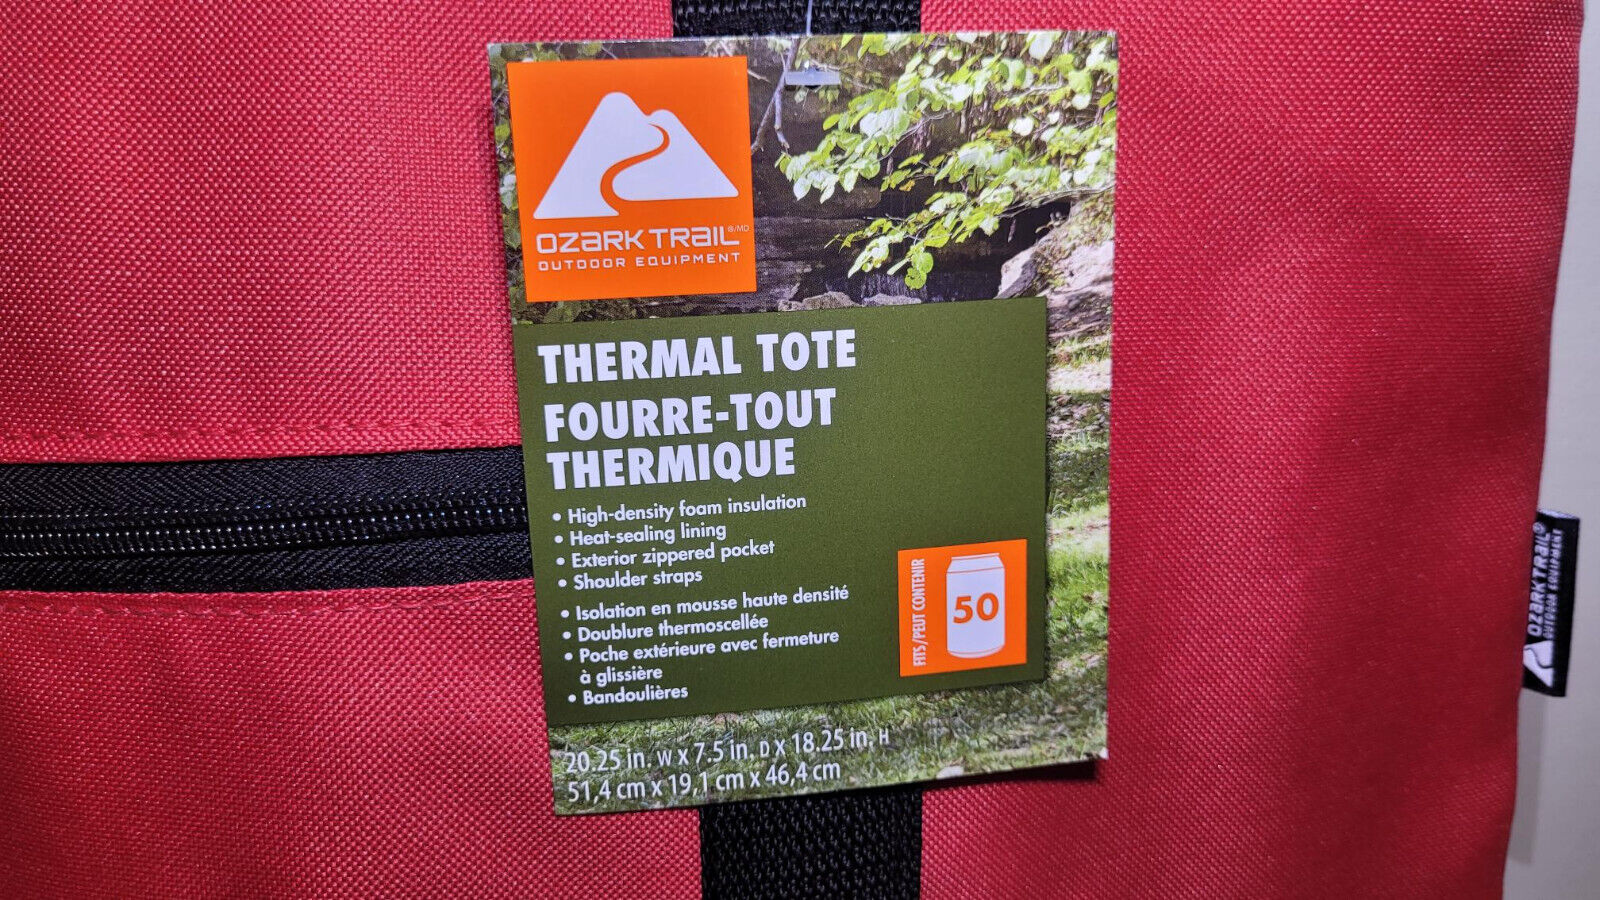 OZARK TRAIL®/MD
OUTDOOR EQUIPMENT
THERMAL TOTE
FOURRE-TOUT
THERMIQUE
• High-density foam insulation
• Heat-sealing lining
• Exterior zippered pocket
• Shoulder straps
• Isolation en mousse haute densité
• Doublure thermoscellée
• Poche extérieure avec fermeture
à glissière
• Bandoulières
FITS/PEUT CONTENIR
50
20.25 in. W x 7.5 in. D x 18.25 in. H
51,4 cm x 19,1 cm x 46,4 cm
OZARK TRAIL®
OUTDOOR EQUIPMENT